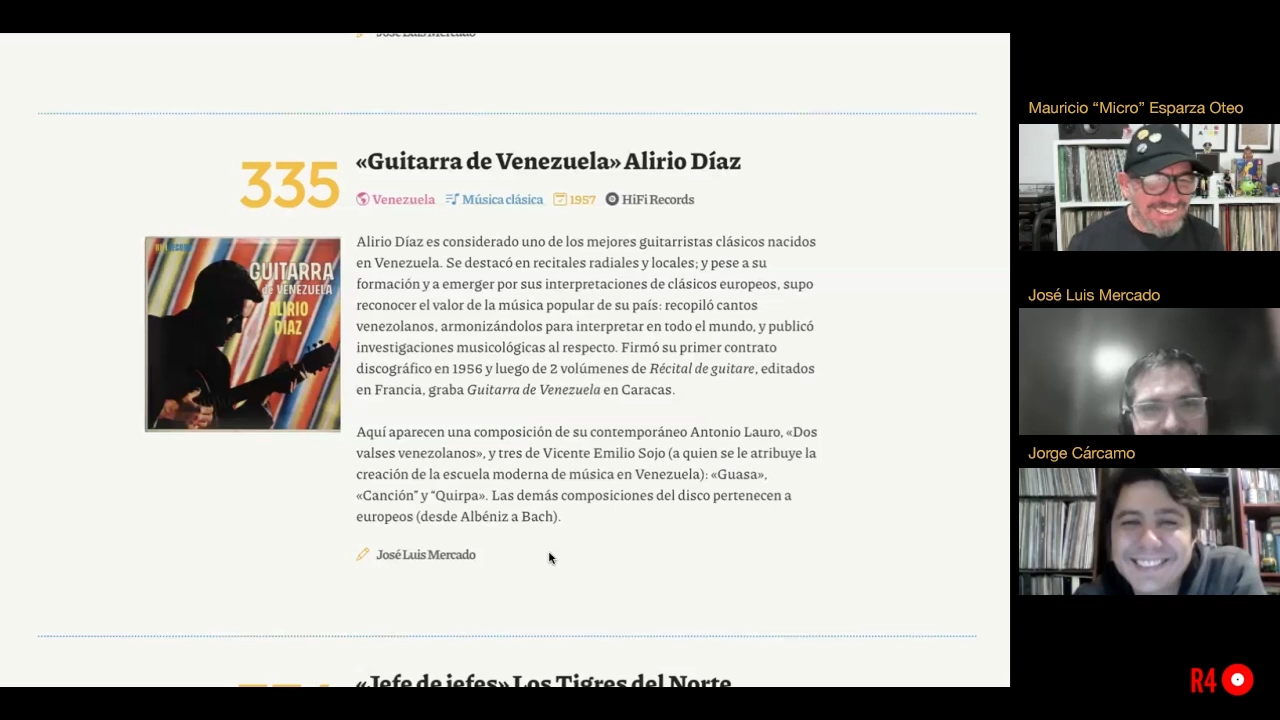 José Luis Mercado
335
«Guitarra de Venezuela» Alirio Díaz
Venezuela Música clásica 1957 HiFi Records
GUITARRA
de VENEZUELA
ALIRIO
DIAZ
Alirio Díaz es considerado uno de los mejores guitarristas clásicos nacidos
en Venezuela. Se destacó en recitales radiales y locales; y pese a su
formación y a emerger por sus interpretaciones de clásicos europeos, supo
reconocer el valor de la música popular de su país: recopiló cantos
venezolanos, armonizándolos para interpretar en todo el mundo, y publicó
investigaciones musicológicas al respecto. Firmó su primer contrato
discográfico en 1956 y luego de 2 volúmenes de Récital de guitare, editados
en Francia, graba Guitarra de Venezuela en Caracas.
Aquí aparecen una composición de su contemporáneo Antonio Lauro, «Dos
valses venezolanos», y tres de Vicente Emilio Sojo (a quien se le atribuye la
creación de la escuela moderna de música en Venezuela): «Guasa»,
«Canción" y "Quirpa». Las demás composiciones del disco pertenecen a
europeos (desde Albéniz a Bach).
José Luis Mercado
«Jefe de jefes» Los Tigres del Norte
Mauricio “Micro” Esparza Oteo
José Luis Mercado
Jorge Cárcamo
R4